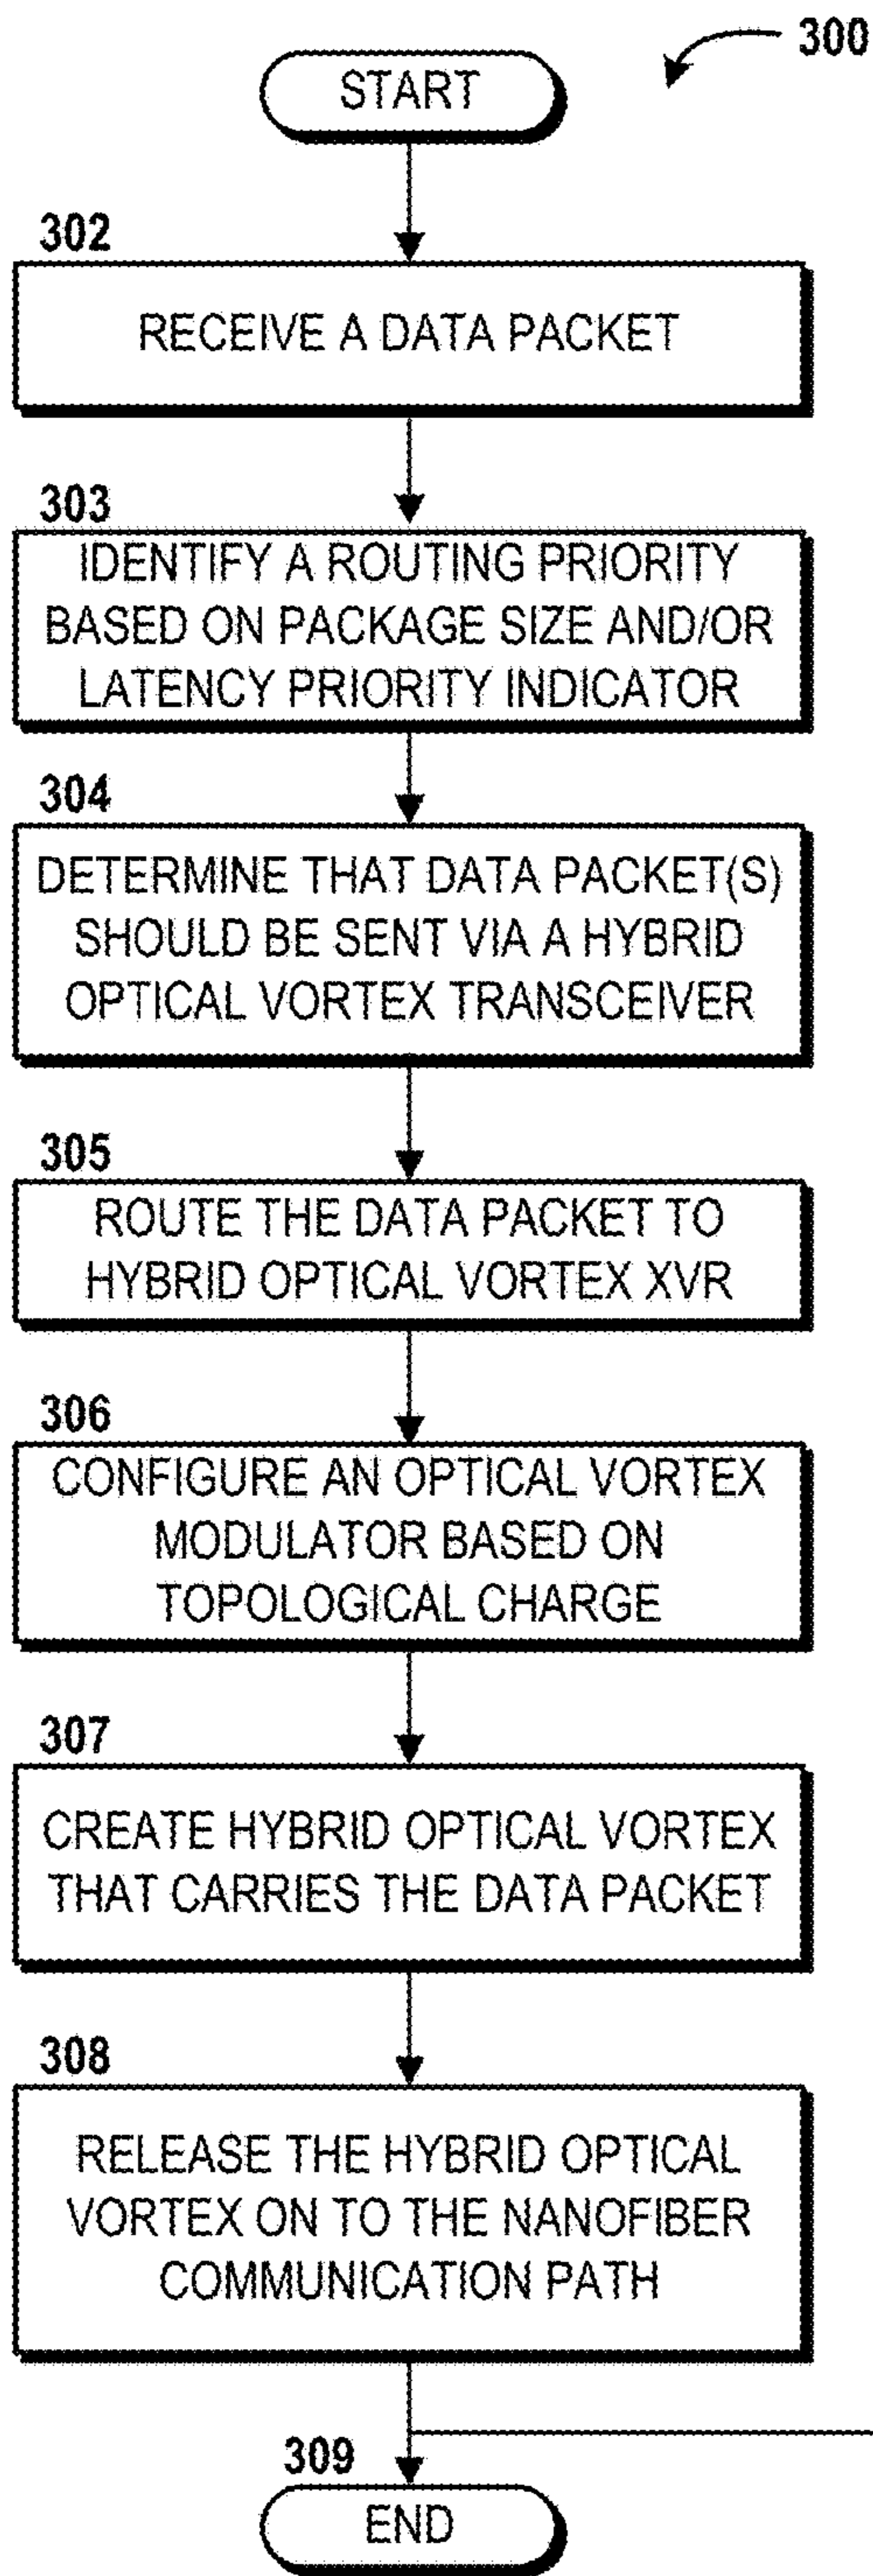 300
START
302
RECEIVE A DATA PACKET
303
IDENTIFY A ROUTING PRIORITY
BASED ON PACKAGE SIZE AND/OR
LATENCY PRIORITY INDICATOR
304
DETERMINE THAT DATA PACKET(S)
SHOULD BE SENT VIA A HYBRID
OPTICAL VORTEX TRANSCEIVER
305
ROUTE THE DATA PACKET TO
HYBRID OPTICAL VORTEX XVR
306
CONFIGURE AN OPTICAL VORTEX
MODULATOR BASED ON
TOPOLOGICAL CHARGE
307
CREATE HYBRID OPTICAL VORTEX
THAT CARRIES THE DATA PACKET
308
RELEASE THE HYBRID OPTICAL
VORTEX ON TO THE NANOFIBER
COMMUNICATION PATH
309
END